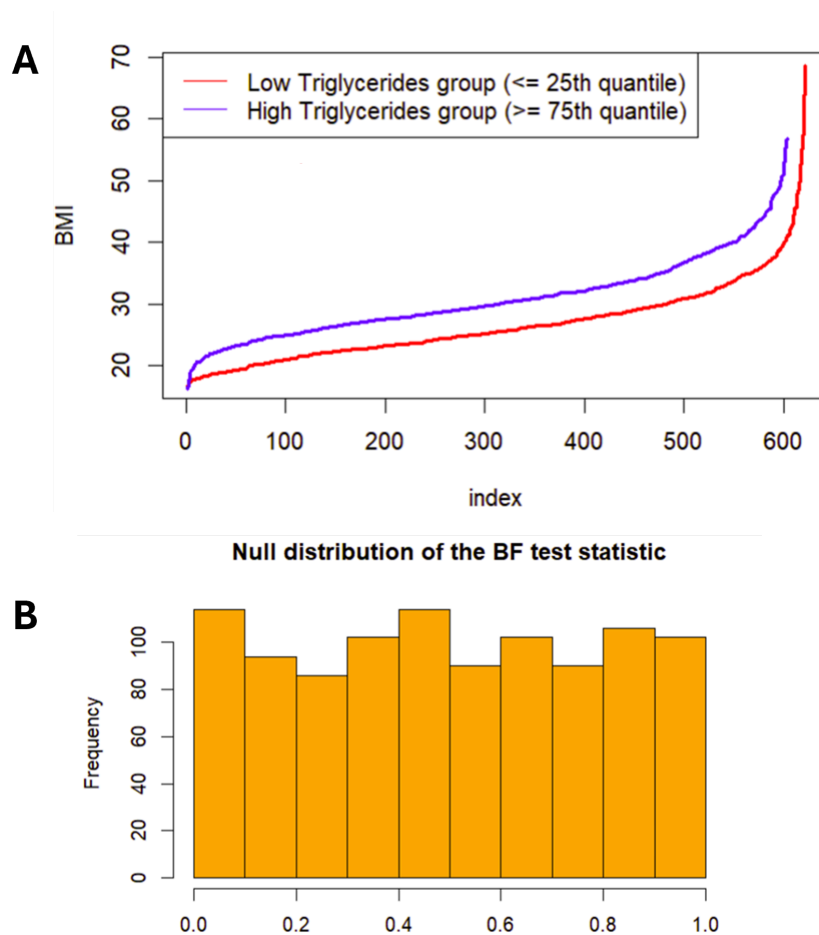 A
70
60
50
40
30
20
BMI
Low Triglycerides group (<= 25th quantile)
High Triglycerides group (>= 75th quantile)
0 100 200 300 400 500 600
index
Null distribution of the BF test statistic
B
100
80
60
40
20
0
Frequency
0.0 0.2 0.4 0.6 0.8 1.0